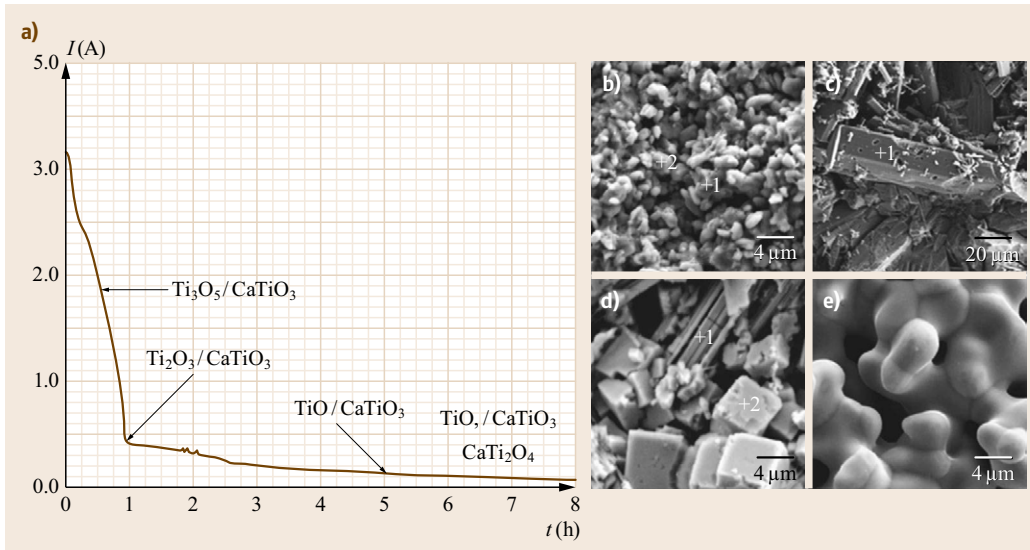 a)
I (A)
5.0
3.0
2.0
1.0
0.0
Ti₃O₅/CaTiO₃
Ti₂O₃/CaTiO₃
TiO/CaTiO₃
TiO, /CaTiO₃
CaTi₂O₄
0 1 2 3 4 5 6 7 8
t (h)
b)
+2
+1
4 µm
c)
+1
20 µm
d)
+1
+2
4 µm
e)
4 µm